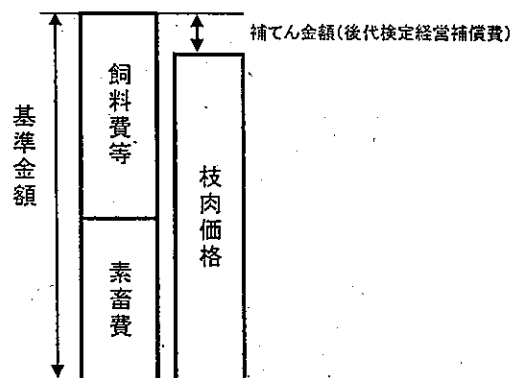 補てん金額(後代検定経営補償費)
基準金額
飼料費等
素畜費
枝肉価格